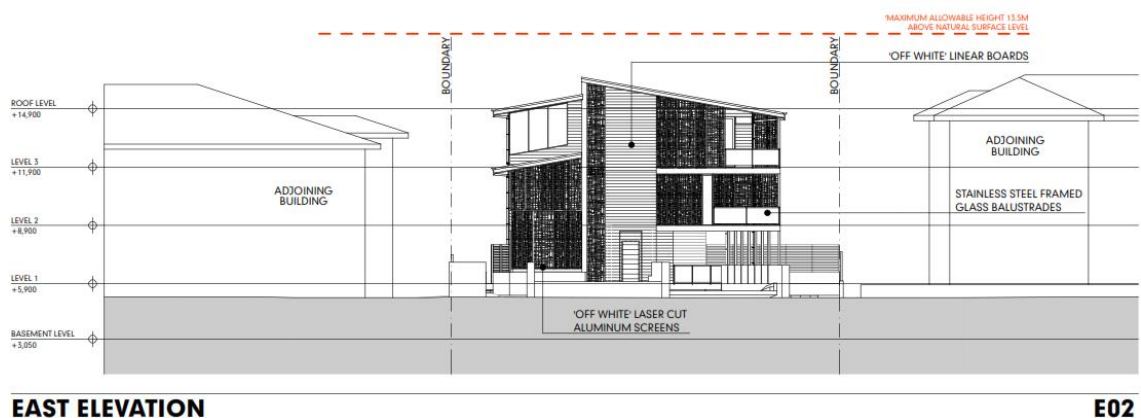 'MAXIMUM ALLOWABLE HEIGHT 13.5M
ABOVE NATURAL SURFACE LEVEL
BOUNDARY
BOUNDARY
'OFF WHITE' LINEAR BOARDS
ROOF LEVEL
+14,900
ADJOINING
BUILDING
LEVEL 3
+11,900
ADJOINING
BUILDING
STAINLESS STEEL FRAMED
GLASS BALUSTRADES
LEVEL 2
+8,900
LEVEL 1
+5,900
'OFF WHITE' LASER CUT
ALUMINUM SCREENS
BASEMENT LEVEL
+3,050
EAST ELEVATION
E02